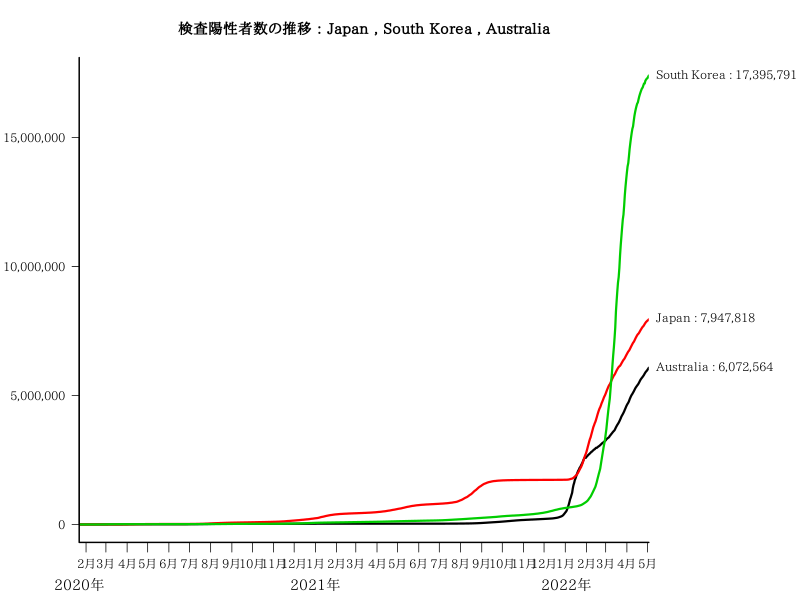 検査陽性者数の推移 : Japan , South Korea , Australia
South Korea : 17,395,791
15,000,000
10,000,000
Japan : 7,947,818
Australia : 6,072,564
5,000,000
0
2月3月 4月5月 6月 7月8月 9月10月11月12月1月 2月3月 4月5月 6月 7月8月 9月10月11月12月1月 2月3月 4月 5月
2020年 2021年 2022年